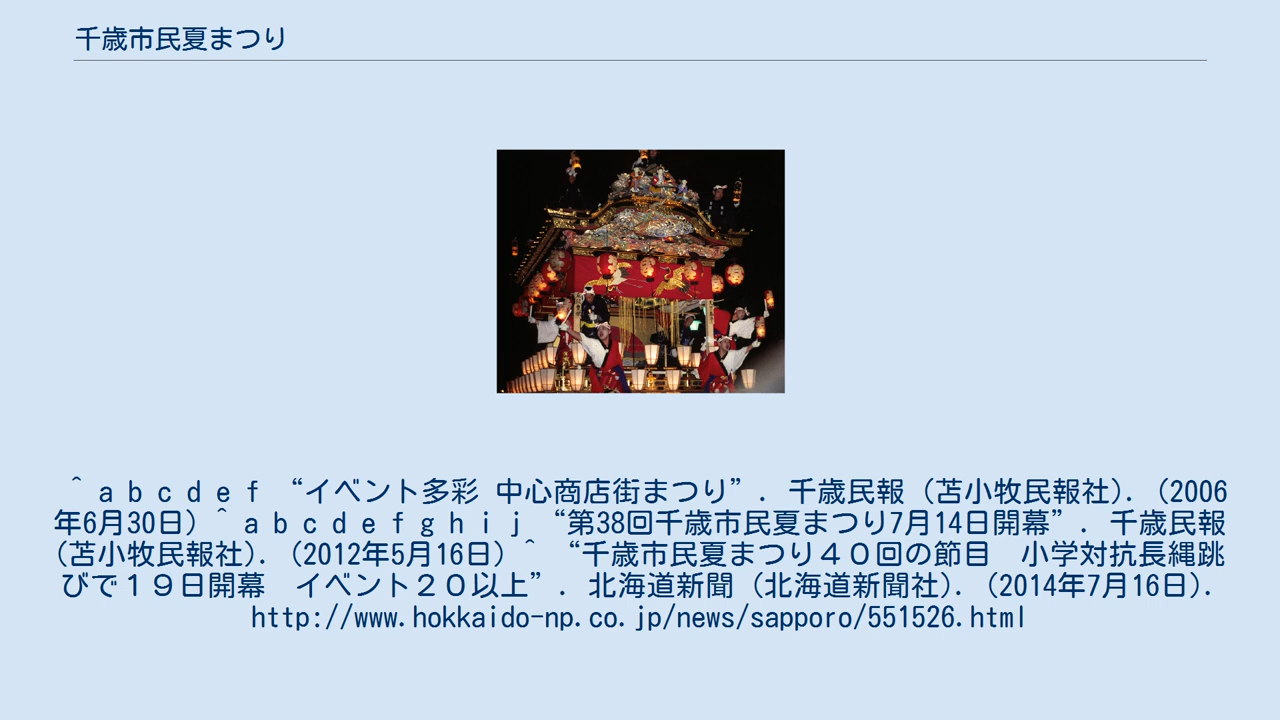 千歳市民夏まつり
^ a b c d e f “イベント多彩 中心商店街まつり”. 千歳民報 (苫小牧民報社). (2006
年6月30日) ^ a b c d e f g h i j “第38回千歳市民夏まつり7月14日開幕”. 千歳民報
(苫小牧民報社). (2012年5月16日) ^ “千歳市民夏まつり４０回の節目　小学対抗長縄跳
びで１９日開幕　イベント２０以上”. 北海道新聞 (北海道新聞社). (2014年7月16日).
http://www.hokkaido-np.co.jp/news/sapporo/551526.html